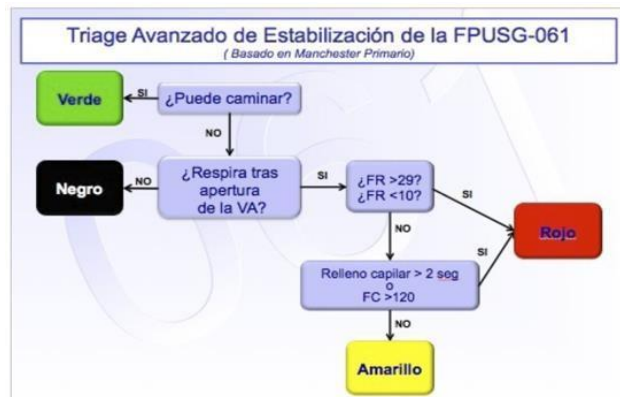 Triage Avanzado de Estabilización de la FPUSG-061
( Basado en Manchester Primario)
Verde
SI
¿Puede caminar?
NO
Negro
NO
¿Respira tras
apertura
de la VA?
SI
¿FR >29?
¿FR <10?
SI
Rojo
NO
SI
Relleno capilar > 2 seg
o
FC >120
NO
Amarillo